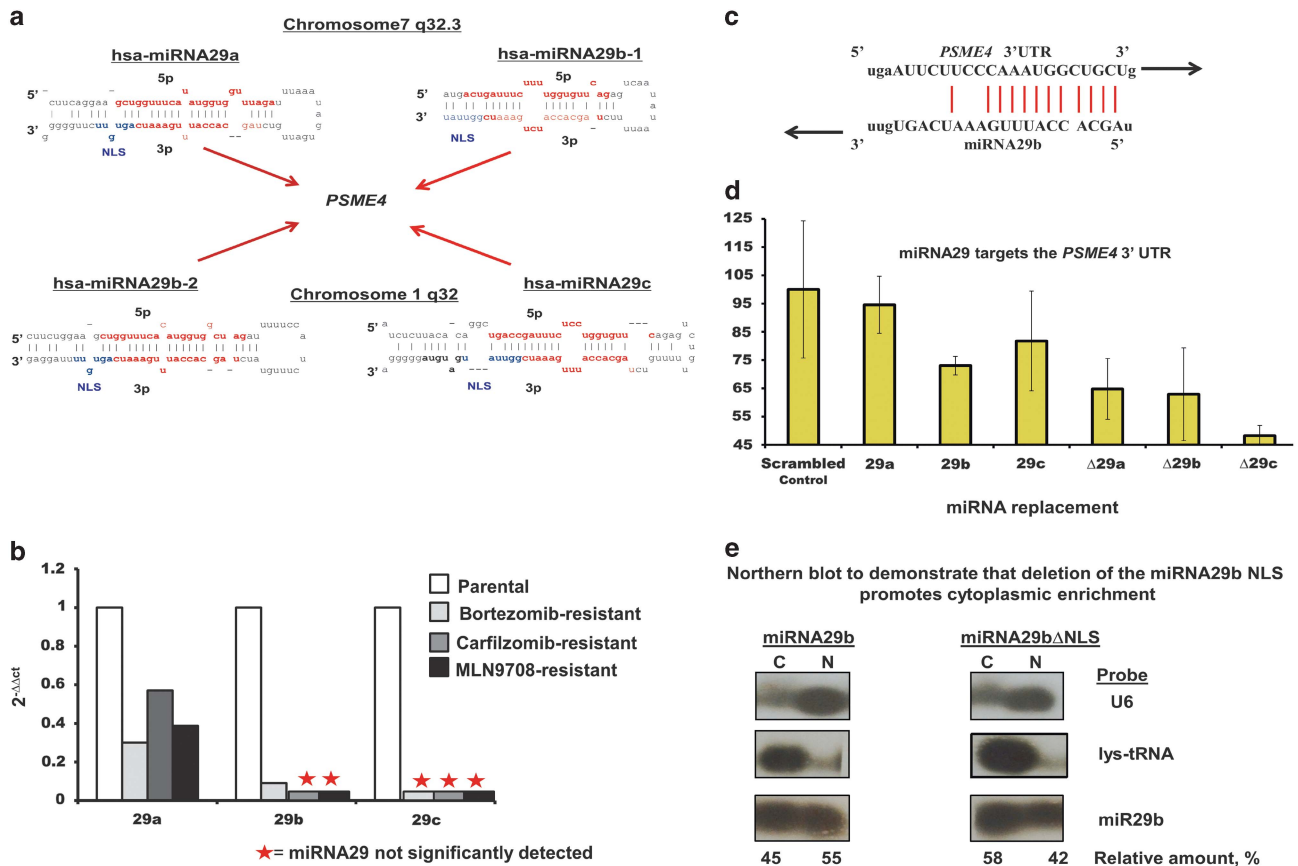 a
Chromosome7 q32.3
hsa-miRNA29a
hsa-miRNA29b-1
5p
5p
5’
3’
NLS
3p
5’
3’
NLS
3p
PSME4
hsa-miRNA29b-2
Chromosome 1 q32
hsa-miRNA29c
5p
5p
5’
3’
NLS
3p
5’
3’
NLS
3p
b
2-ΔΔct
1.2
1
0.8
0.6
0.4
0.2
0
Parental
Bortezomib-resistant
Carfilzomib-resistant
MLN9708-resistant
29a
29b
29c
= miRNA29 not significantly detected
c
5’ PSME4 3’UTR 3’
ugaAUUCUUCCCAAAUGGCUGCUg
uugUGACUAAAGUUUACC ACGAu
3’ miRNA29b 5’
d
miRNA29 targets the PSME4 3’ UTR
125
115
105
95
85
75
65
55
45
Scrambled Control
29a
29b
29c
Δ29a
Δ29b
Δ29c
miRNA replacement
e
Northern blot to demonstrate that deletion of the miRNA29b NLS
promotes cytoplasmic enrichment
miRNA29b
miRNA29bΔNLS
C N
C N
Probe
U6
lys-tRNA
miR29b
45 55 58 42 Relative amount, %